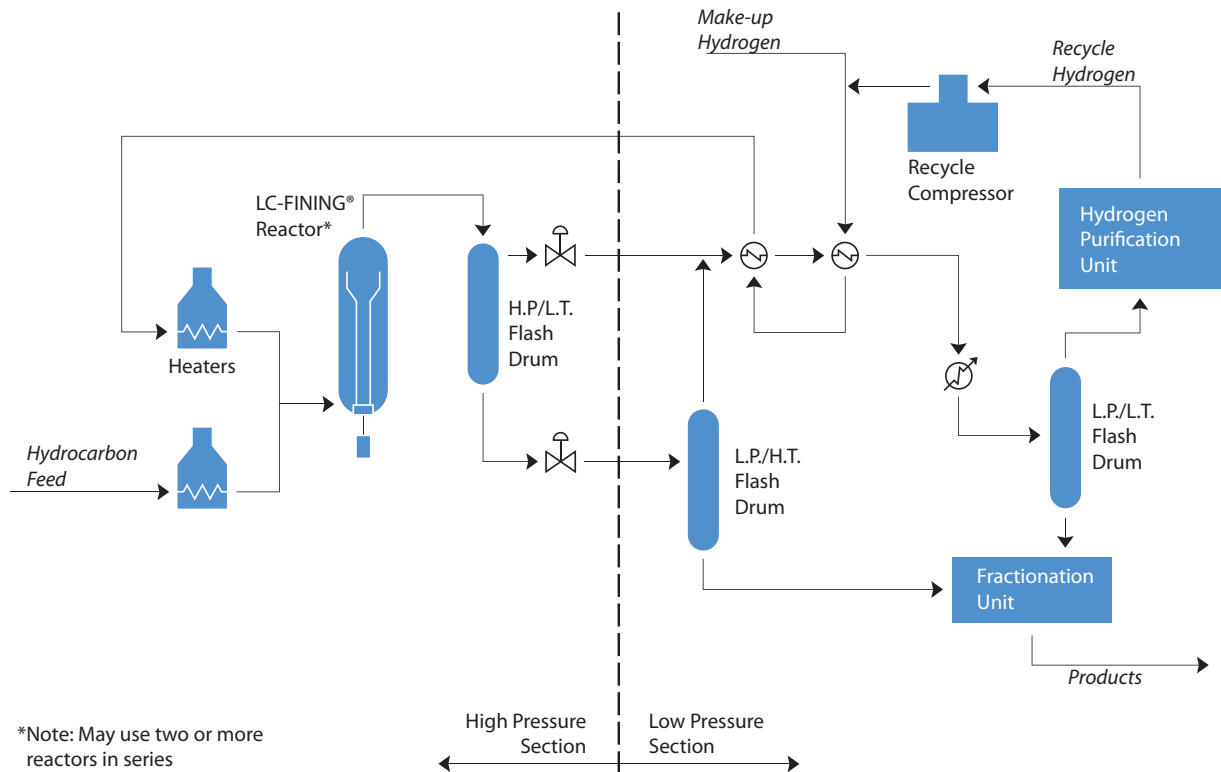 Make-up
Hydrogen
Recycle
Hydrogen
Recycle
Compressor
LC-FINING®
Reactor*
Hydrogen
Purification
Unit
H.P/L.T.
Flash
Drum
Heaters
Hydrocarbon
Feed
L.P./H.T.
Flash
Drum
L.P./L.T.
Flash
Drum
Fractionation
Unit
Products
*Note: May use two or more
reactors in series
High Pressure
Section
Low Pressure
Section